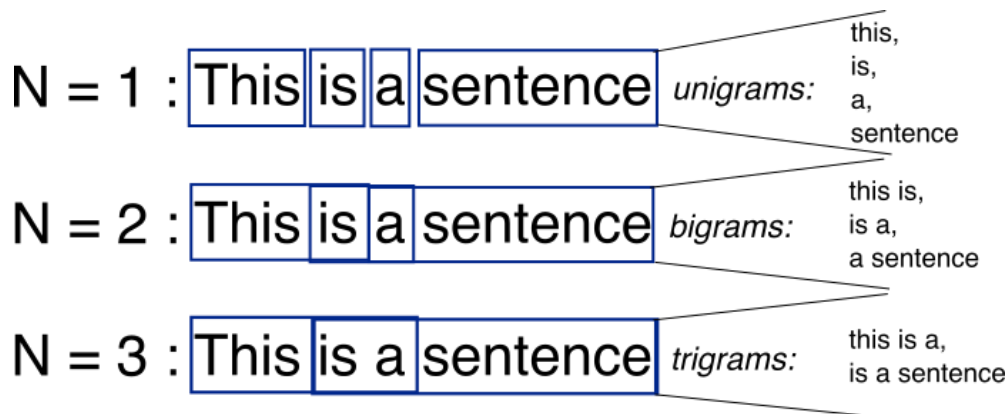 N = 1 : This is a sentence unigrams:
this,
is,
a,
sentence
N = 2 : This is a sentence bigrams:
this is,
is a,
a sentence
N = 3 : This is a sentence trigrams:
this is a,
is a sentence